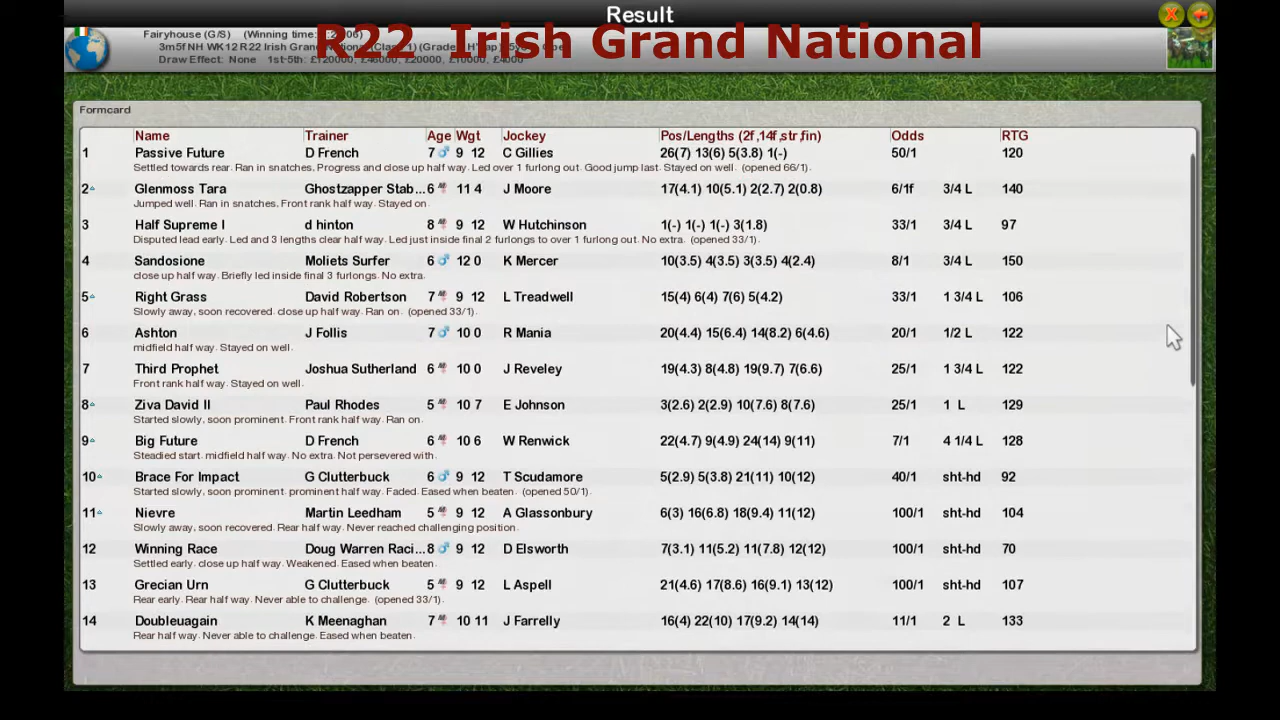 Result
R22 Irish Grand National
Fairyhouse (G/S) (Winning time:
3m5f NH WK12 R22 Irish Grand National (Class 1) (Grade
Draw Effect: None 1st-5th: £120000, £46000, £20000, £10000, £4000
Formcard
Name Trainer Age Wgt Jockey Pos/Lengths (2f,14f,str,fin) Odds RTG
1 Passive Future D French 7 9 12 C Gillies 26(7) 13(6) 5(3.8) 1(-) 50/1 120
Settled towards rear. Ran in snatches, Progress and close up half way. Led over 1 furlong out. Good jump last. Stayed on well. (opened 66/1).
2 Glenmoss Tara Ghostzapper Stab... 6 11 4 J Moore 17(4.1) 10(5.1) 2(2.7) 2(0.8) 6/1f 3/4 L 140
Jumped well. Ran in snatches, Front rank half way. Stayed on.
3 Half Supreme I d hinton 8 9 12 W Hutchinson 1(-) 1(-) 1(-) 3(1.8) 33/1 3/4 L 97
Disputed lead early. Led and 3 lengths clear half way. Led just inside final 2 furlongs to over 1 furlong out. No extra. (opened 33/1).
4 Sandosione Moliets Surfer 6 12 0 K Mercer 10(3.5) 4(3.5) 3(3.5) 4(2.4) 8/1 3/4 L 150
close up half way. Briefly led inside final 3 furlongs. No extra.
5 Right Grass David Robertson 7 9 12 L Treadwell 15(4) 6(4) 7(6) 5(4.2) 33/1 1 3/4 L 106
Slowly away, soon recovered. close up half way. Ran on. (opened 33/1).
6 Ashton J Follis 7 10 0 R Mania 20(4.4) 15(6.4) 14(8.2) 6(4.6) 20/1 1/2 L 122
midfield half way. Stayed on well.
7 Third Prophet Joshua Sutherland 6 10 0 J Reveley 19(4.3) 8(4.8) 19(9.7) 7(6.6) 25/1 1 3/4 L 122
Front rank half way. Stayed on well.
8 Ziva David II Paul Rhodes 5 10 7 E Johnson 3(2.6) 2(2.9) 10(7.6) 8(7.6) 25/1 1 L 129
Started slowly, soon prominent. Front rank half way. Ran on.
9 Big Future D French 6 10 6 W Renwick 22(4.7) 9(4.9) 24(14) 9(11) 7/1 4 1/4 L 128
Steadied start. midfield half way. No extra. Not persevered with.
10 Brace For Impact G Clutterbuck 6 9 12 T Scudamore 5(2.9) 5(3.8) 21(11) 10(12) 40/1 sht-hd 92
Started slowly, soon prominent. prominent half way. Faded. Eased when beaten. (opened 50/1).
11 Nievre Martin Leedham 5 9 12 A Glassonbury 6(3) 16(6.8) 18(9.4) 11(12) 100/1 sht-hd 104
Slowly away, soon recovered. Rear half way. Never reached challenging position.
12 Winning Race Doug Warren Raci... 8 9 12 D Elsworth 7(3.1) 11(5.2) 11(7.8) 12(12) 100/1 sht-hd 70
Settled early. close up half way. Weakened. Eased when beaten.
13 Grecian Urn G Clutterbuck 5 9 12 L Aspell 21(4.6) 17(8.6) 16(9.1) 13(12) 100/1 sht-hd 107
Rear early. Rear half way. Never able to challenge. (opened 33/1).
14 Doubleuagain K Meenaghan 7 10 11 J Farrelly 16(4) 22(10) 17(9.2) 14(14) 11/1 2 L 133
Rear half way. Never able to challenge. Eased when beaten.